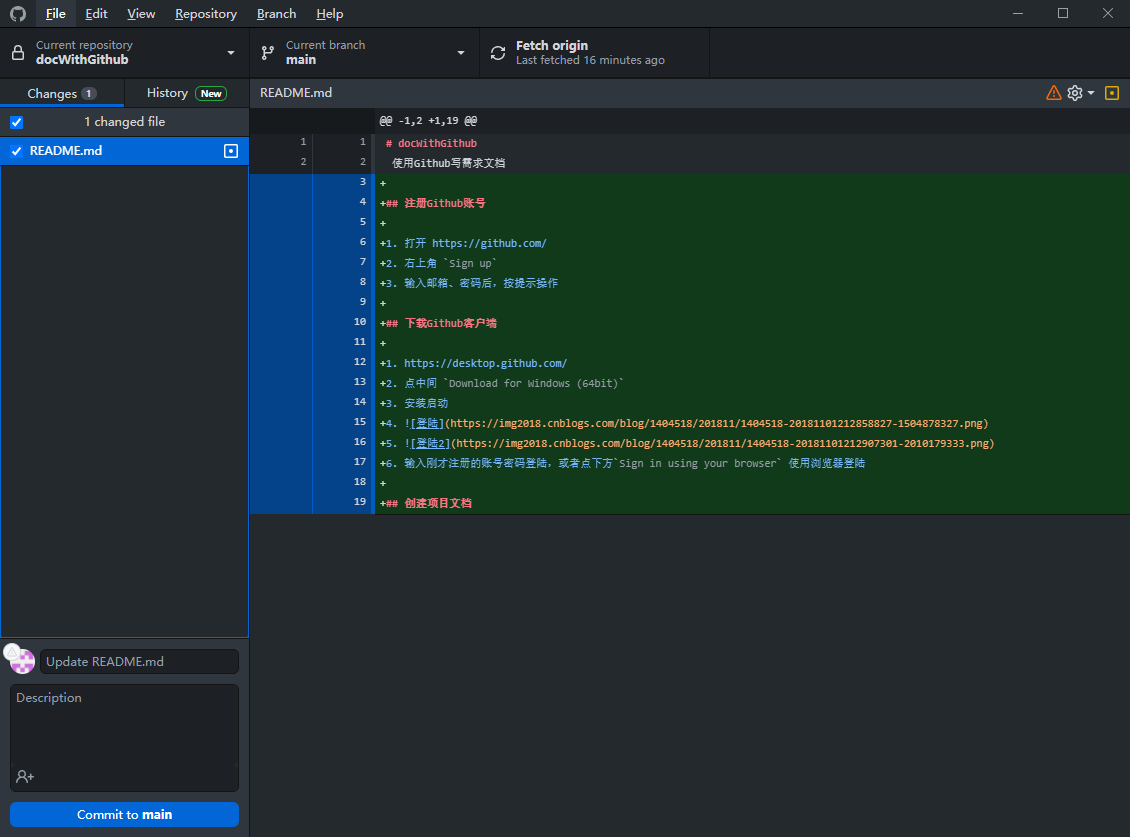 File Edit View Repository Branch Help
Current repository
docWithGithub
Current branch
main
Fetch origin
Last fetched 16 minutes ago
Changes 1
History New
README.md
1 changed file
README.md
@@ -1,2 +1,19 @@
1 1 # docWithGithub
2 2 使用Github写需求文档
3 +
4 +## 注册Github账号
5 +
6 +1. 打开 https://github.com/
7 +2. 右上角 `Sign up`
8 +3. 输入邮箱、密码后，按提示操作
9 +
10 +## 下载Github客户端
11 +
12 +1. https://desktop.github.com/
13 +2. 点中间 `Download for Windows (64bit)`
14 +3. 安装启动
15 +4. ![登陆](https://img2018.cnblogs.com/blog/1404518/201811/1404518-20181101212858827-1504878327.png)
16 +5. ![登陆2](https://img2018.cnblogs.com/blog/1404518/201811/1404518-20181101212907301-2010179333.png)
17 +6. 输入刚才注册的账号密码登陆，或者点下方`Sign in using your browser` 使用浏览器登陆
18 +
19 +## 创建项目文档
Update README.md
Description
Commit to main